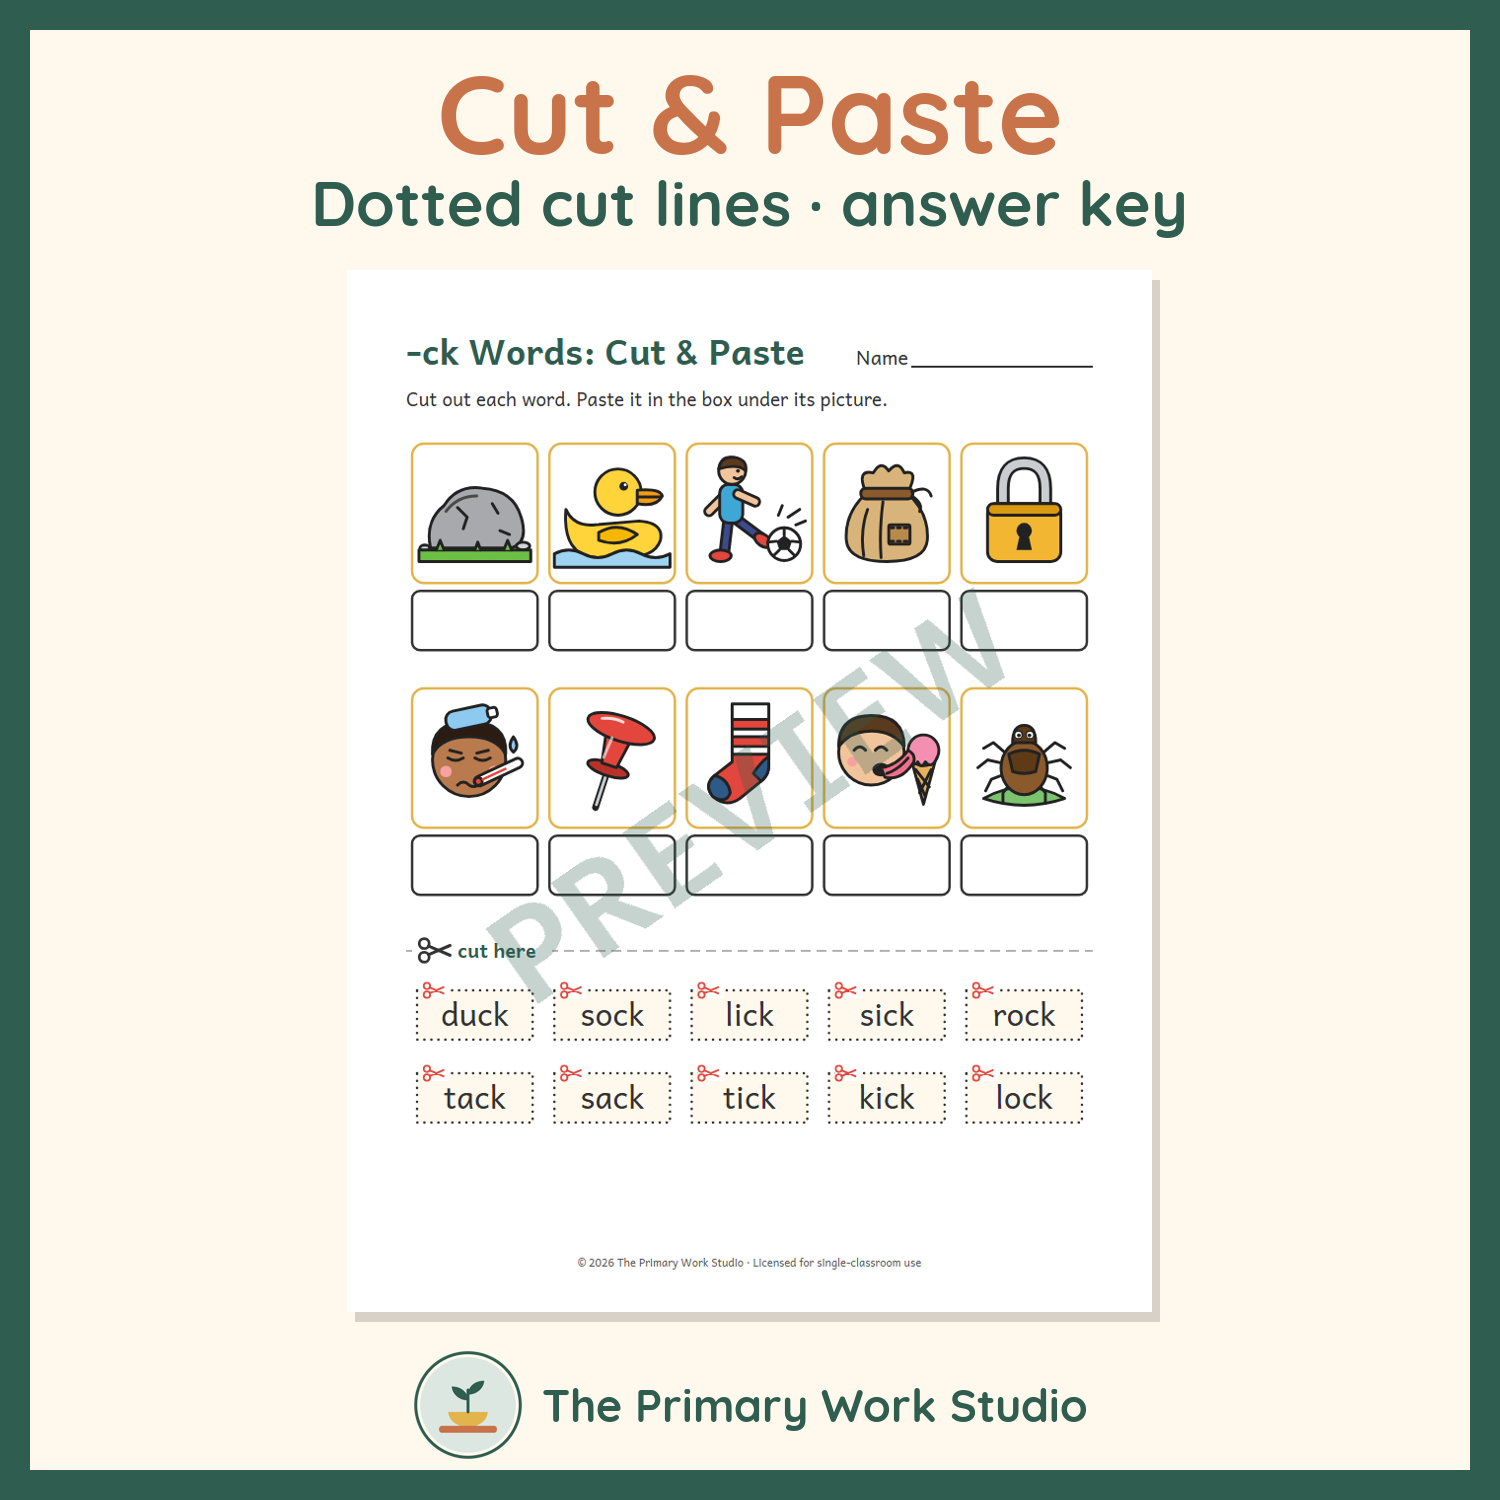 Cut & Paste
Dotted cut lines · answer key
-ck Words: Cut & Paste
Name
Cut out each word. Paste it in the box under its picture.
PREVIEW
cut here
duck sock lick sick rock
tack sack tick kick lock
© 2026 The Primary Work Studio · Licensed for single-classroom use
The Primary Work Studio